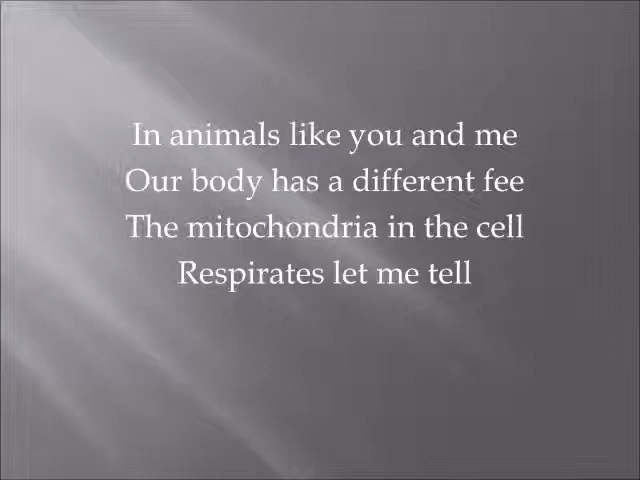 In animals like you and me
Our body has a different fee
The mitochondria in the cell
Respirates let me tell